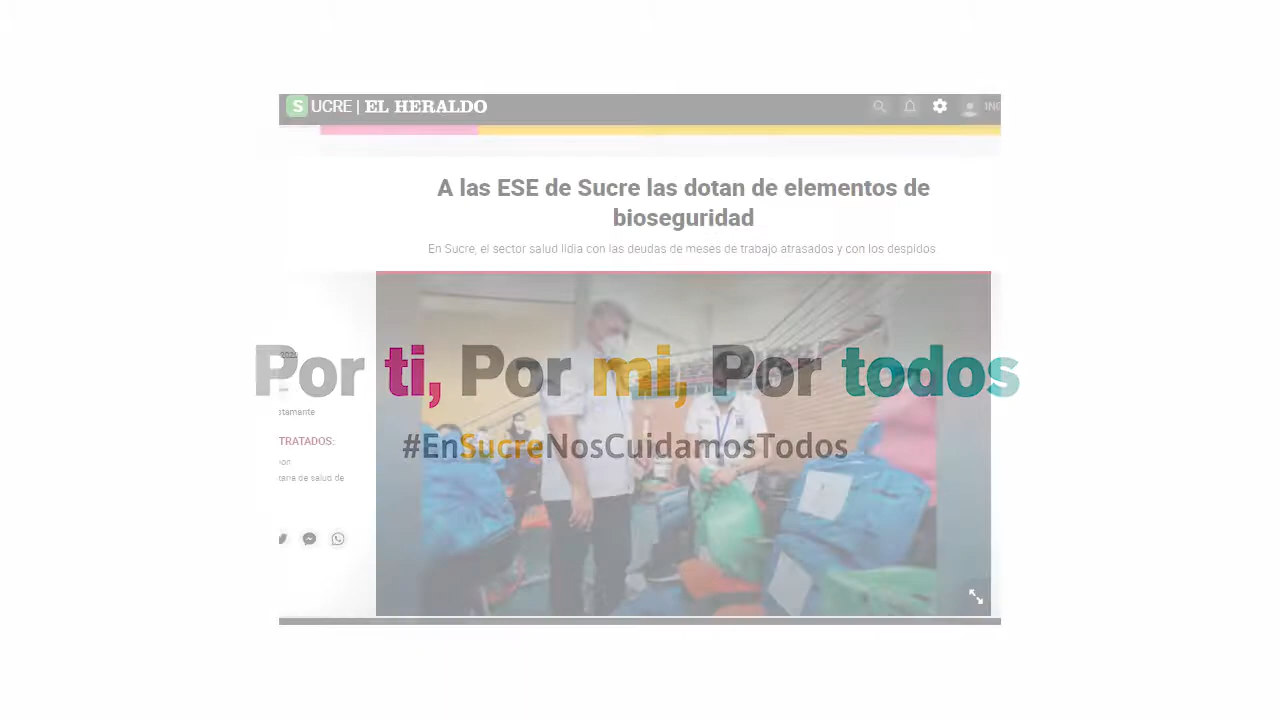 S UCRE | EL HERALDO
A las ESE de Sucre las dotan de elementos de
bioseguridad
En Sucre, el sector salud lidia con las deudas de meses de trabajo atrasados y con los despidos
Por ti, Por mi, Por todos
#EnSucreNosCuidamosTodos
TRATADOS: